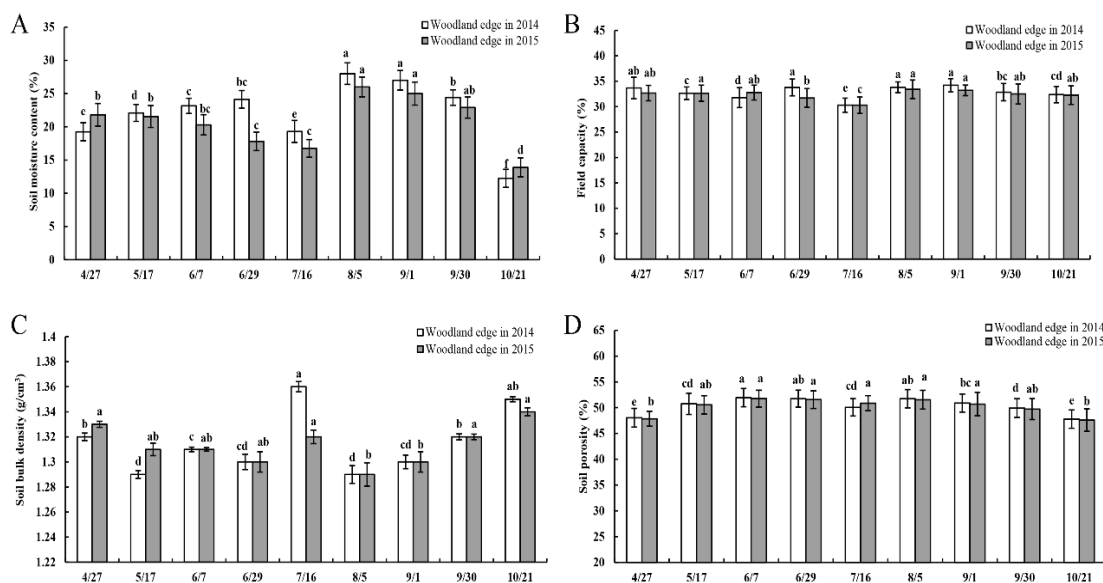 A
Woodland edge in 2014
Woodland edge in 2015
Soil moisture content (%)
35
30
25
20
15
10
5
0
e b d b c bc bc c e c a a a a b ab f d
4/27 5/17 6/7 6/29 7/16 8/5 9/1 9/30 10/21
B
Woodland edge in 2014
Woodland edge in 2015
Field capacity (%)
45
40
35
30
25
20
15
10
5
0
ab ab c a d ab a b e c a a a a bc ab cd ab
4/27 5/17 6/7 6/29 7/16 8/5 9/1 9/30 10/21
C
Woodland edge in 2014
Woodland edge in 2015
Soil bulk density (g/cm³)
1.4
1.38
1.36
1.34
1.32
1.3
1.28
1.26
1.24
1.22
b a d ab c ab cd ab a b d b c b b a ab a
4/27 5/17 6/7 6/29 7/16 8/5 9/1 9/30 10/21
D
Woodland edge in 2014
Woodland edge in 2015
Soil porosity (%)
65
60
55
50
45
40
35
30
25
20
e b cd ab a a ab a cd a ab a bc a d ab e b
4/27 5/17 6/7 6/29 7/16 8/5 9/1 9/30 10/21